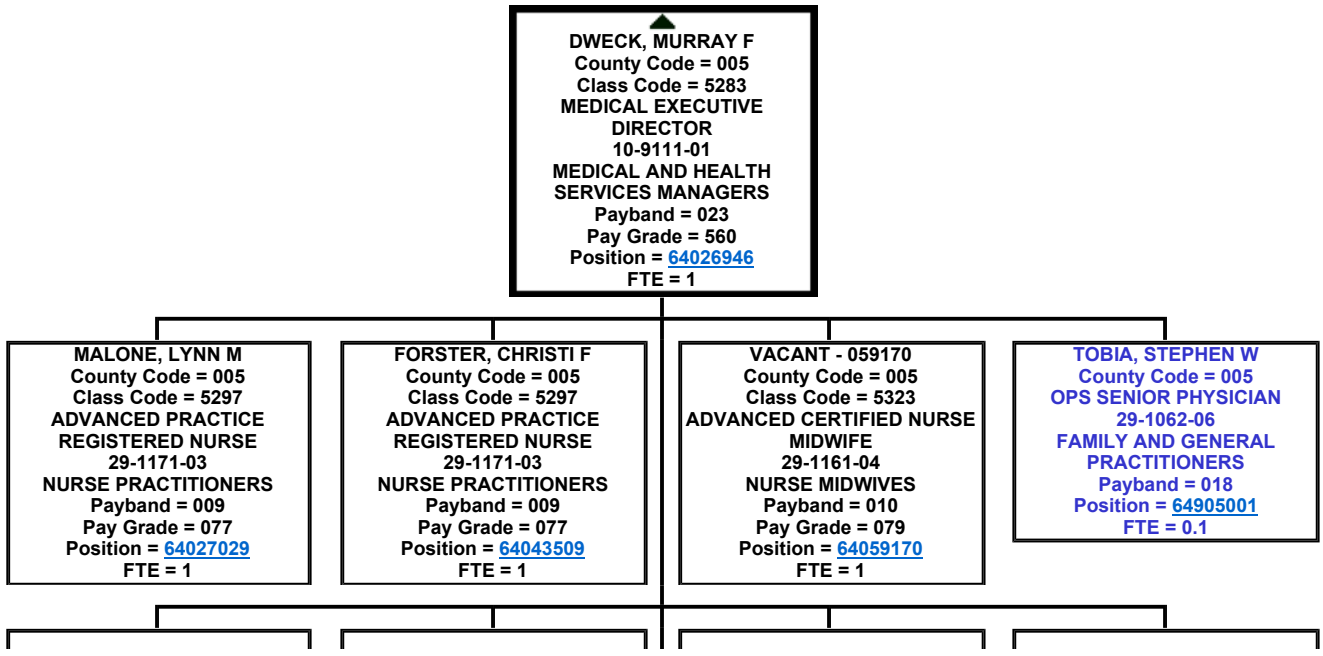 DWECK, MURRAY F
County Code = 005
Class Code = 5283
MEDICAL EXECUTIVE
DIRECTOR
10-9111-01
MEDICAL AND HEALTH
SERVICES MANAGERS
Payband = 023
Pay Grade = 560
Position = 64026946
FTE = 1
MALONE, LYNN M
County Code = 005
Class Code = 5297
ADVANCED PRACTICE
REGISTERED NURSE
29-1171-03
NURSE PRACTITIONERS
Payband = 009
Pay Grade = 077
Position = 64027029
FTE = 1
FORSTER, CHRISTI F
County Code = 005
Class Code = 5297
ADVANCED PRACTICE
REGISTERED NURSE
29-1171-03
NURSE PRACTITIONERS
Payband = 009
Pay Grade = 077
Position = 64043509
FTE = 1
VACANT - 059170
County Code = 005
Class Code = 5323
ADVANCED CERTIFIED NURSE
MIDWIFE
29-1161-04
NURSE MIDWIVES
Payband = 010
Pay Grade = 079
Position = 64059170
FTE = 1
TOBIA, STEPHEN W
County Code = 005
OPS SENIOR PHYSICIAN
29-1062-06
FAMILY AND GENERAL
PRACTITIONERS
Payband = 018
Position = 64905001
FTE = 0.1